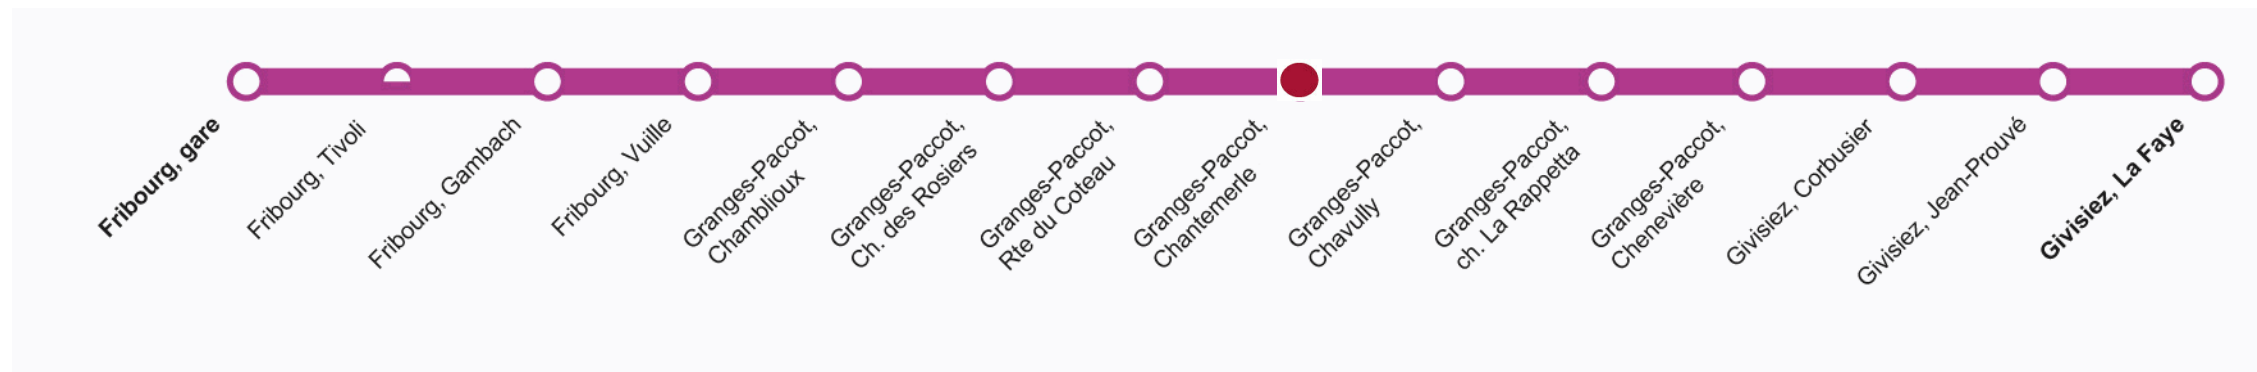 Fribourg, gare
Fribourg, Tivoli
Fribourg, Gambach
Fribourg, Vuille
Granges-Paccot,
Chamblioux
Granges-Paccot,
Ch. des Rosiers
Granges-Paccot,
Rte du Coteau
Granges-Paccot,
Chantemerle
Granges-Paccot,
Chavully
Granges-Paccot,
ch. La Rappetta
Granges-Paccot,
Chenevière
Givisiez, Corbusier
Givisiez, Jean-Prouvé
Givisiez, La Faye